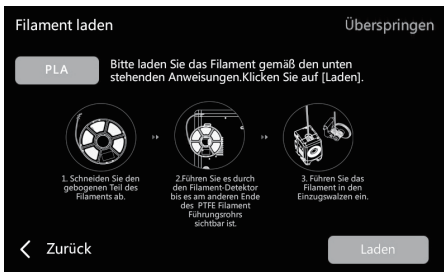 Filament laden
Überspringen
PLA
Bitte laden Sie das Filament gemäß den unten
stehenden Anweisungen.Klicken Sie auf [Laden].
1. Schneiden Sie den
gebogenen Teil des
Filaments ab.
2.Führen Sie es durch
den Filament-Detektor
bis es am anderen Ende
des PTFE Filament
Führungsrohrs
sichtbar ist.
3. Führen Sie das
Filament in den
Einzugswalzen ein.
Zurück
Laden